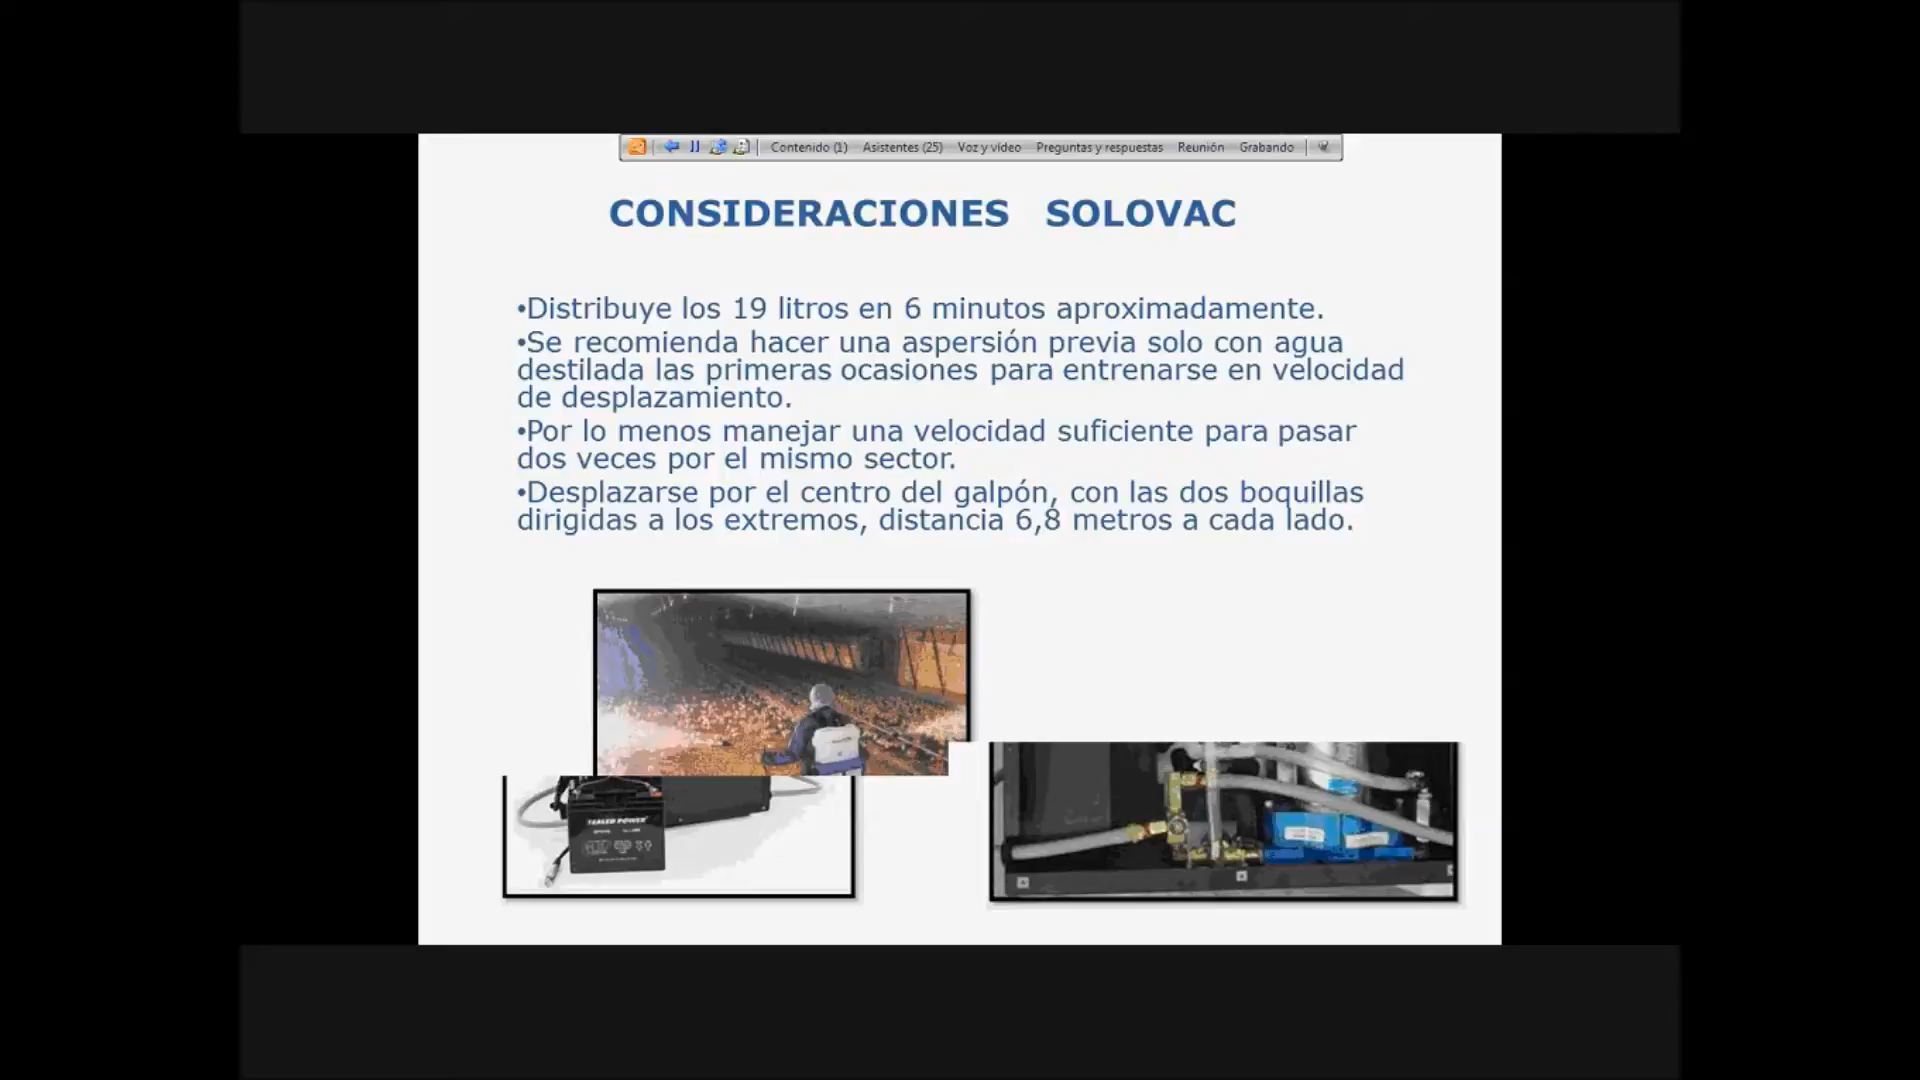 Contenido (1) Asistentes (25) Voz y vídeo Preguntas y respuestas Reunión Grabando
CONSIDERACIONES SOLOVAC
•Distribuye los 19 litros en 6 minutos aproximadamente.
•Se recomienda hacer una aspersión previa solo con agua
destilada las primeras ocasiones para entrenarse en velocidad
de desplazamiento.
•Por lo menos manejar una velocidad suficiente para pasar
dos veces por el mismo sector.
•Desplazarse por el centro del galpón, con las dos boquillas
dirigidas a los extremos, distancia 6,8 metros a cada lado.
POWER